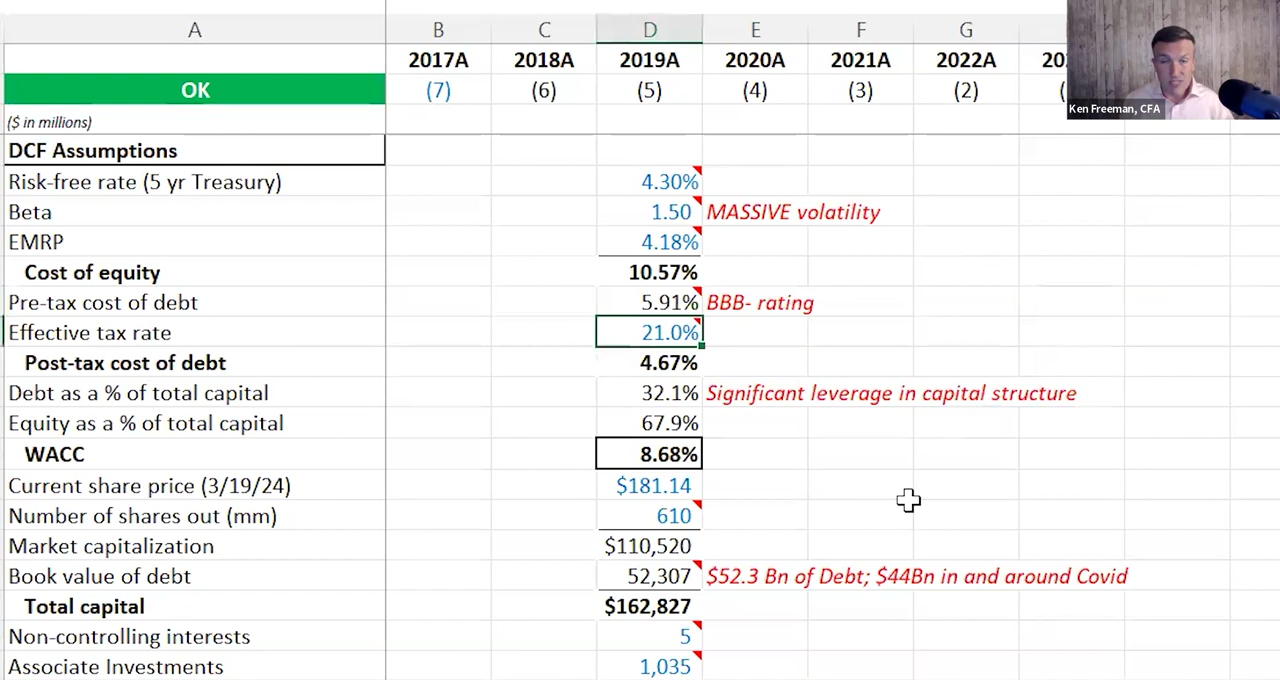 A B C D E F G
2017A 2018A 2019A 2020A 2021A 2022A
OK (7) (6) (5) (4) (3) (2)
Ken Freeman, CFA
($ in millions)
DCF Assumptions
Risk-free rate (5 yr Treasury) 4.30%
Beta 1.50 MASSIVE volatility
EMRP 4.18%
Cost of equity 10.57%
Pre-tax cost of debt 5.91% BBB- rating
Effective tax rate 21.0%
Post-tax cost of debt 4.67%
Debt as a % of total capital 32.1% Significant leverage in capital structure
Equity as a % of total capital 67.9%
WACC 8.68%
Current share price (3/19/24) $181.14
Number of shares out (mm) 610
Market capitalization $110,520
Book value of debt 52,307 $52.3 Bn of Debt; $44Bn in and around Covid
Total capital $162,827
Non-controlling interests 5
Associate Investments 1,035